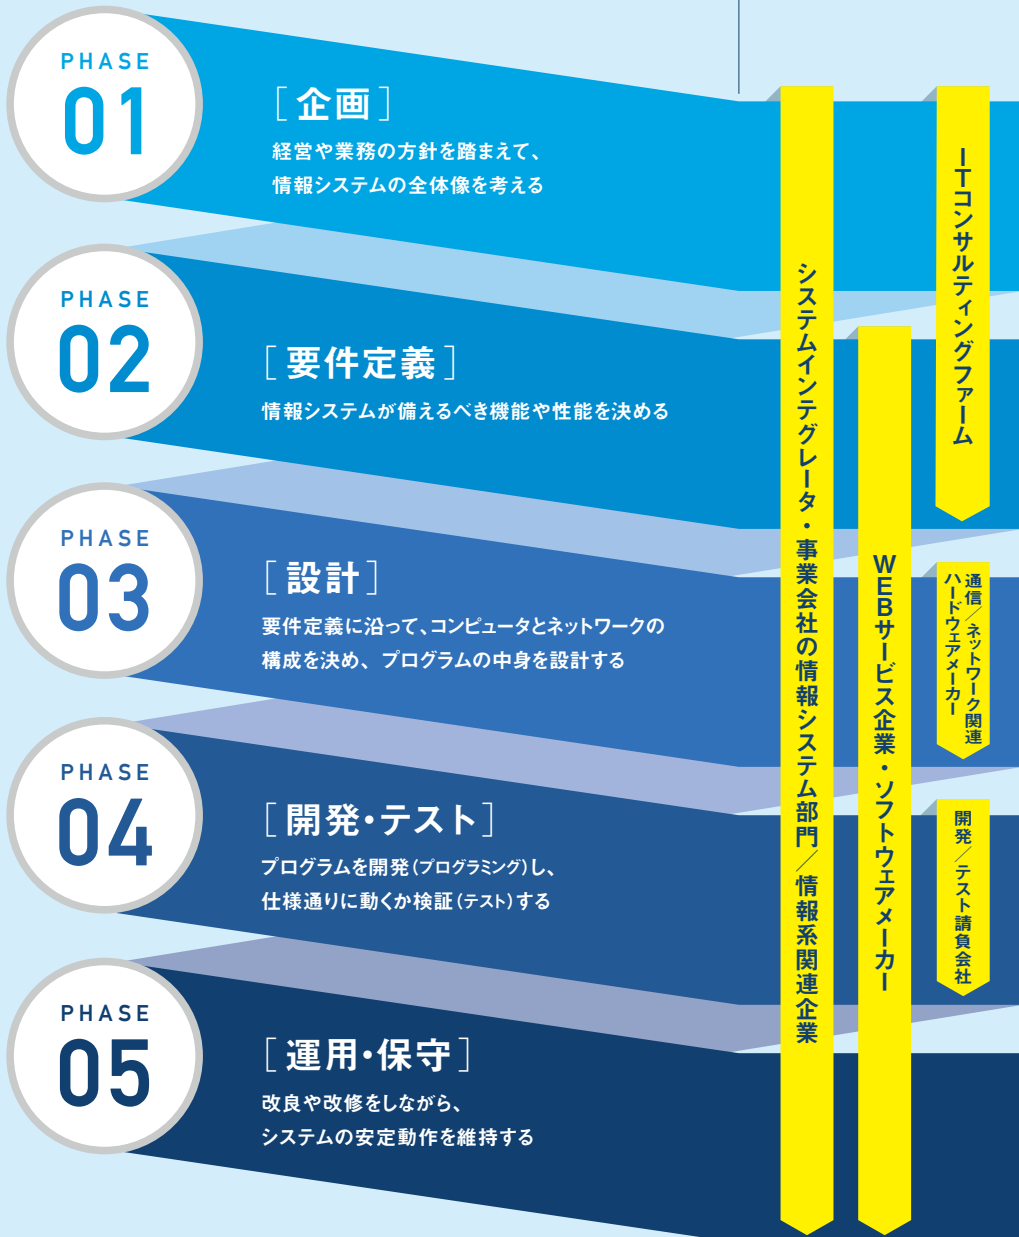 PHASE
01
［企画］
経営や業務の方針を踏まえて、
情報システムの全体像を考える
PHASE
02
［要件定義］
情報システムが備えるべき機能や性能を決める
PHASE
03
［設計］
要件定義に沿って、コンピュータとネットワークの
構成を決め、プログラムの中身を設計する
PHASE
04
［開発・テスト］
プログラムを開発（プログラミング）し、
仕様通りに動くか検証（テスト）する
PHASE
05
［運用・保守］
改良や改修をしながら、
システムの安定動作を維持する
システムインテグレータ・事業会社の情報システム部門／情報系関連企業
WEBサービス企業・ソフトウェアメーカー
ITコンサルティングファーム
通信／ネットワーク関連
ハードウェアメーカー
開発／テスト請負会社